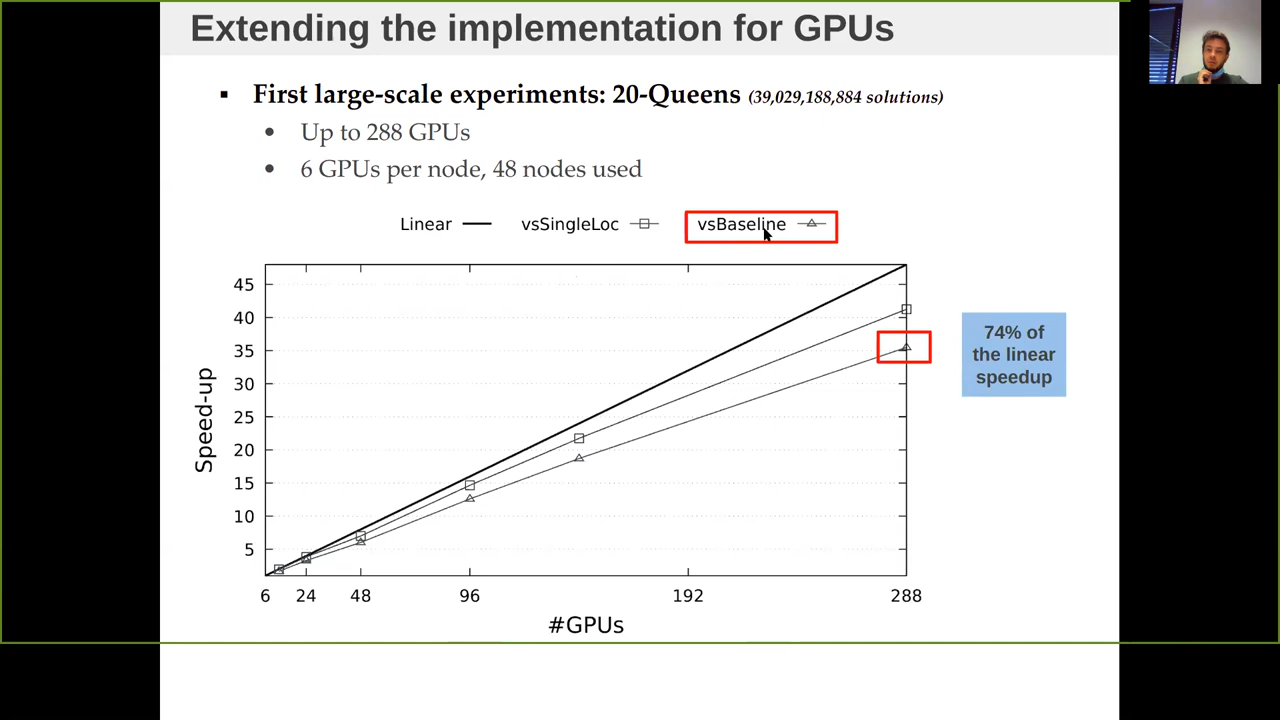 Extending the implementation for GPUs
▪ First large-scale experiments: 20-Queens (39,029,188,884 solutions)
• Up to 288 GPUs
• 6 GPUs per node, 48 nodes used
Linear vsSingleLoc vsBaseline
45
40
35
30
25
20
15
10
5
Speed-up
74% of
the linear
speedup
6 24 48 96 192 288
#GPUs